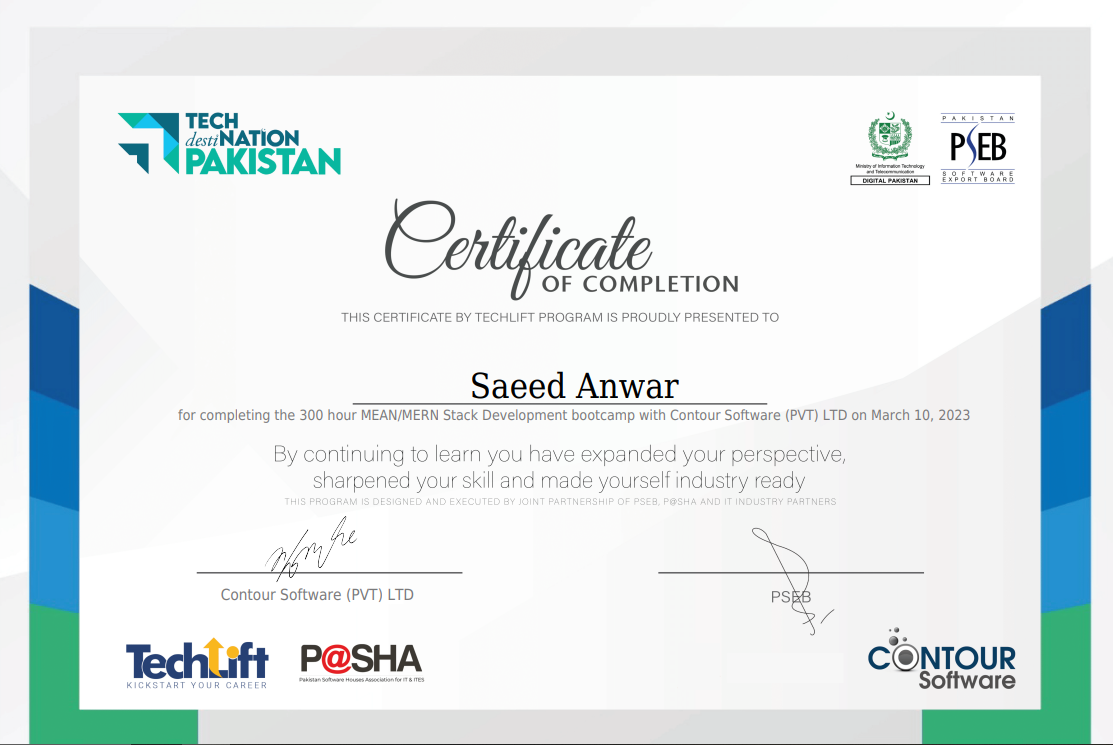 TECH
destiNATION
PAKISTAN
Ministry of Information Technology
and Telecommunication
DIGITAL PAKISTAN
PAKISTAN
PSEB
SOFTWARE
EXPORT BOARD
Certificate
OF COMPLETION
THIS CERTIFICATE BY TECHLIFT PROGRAM IS PROUDLY PRESENTED TO
Saeed Anwar
for completing the 300 hour MEAN/MERN Stack Development bootcamp with Contour Software (PVT) LTD on March 10, 2023
By continuing to learn you have expanded your perspective,
sharpened your skill and made yourself industry ready
THIS PROGRAM IS DESIGNED AND EXECUTED BY JOINT PARTNERSHIP OF PSEB, P@SHA AND IT INDUSTRY PARTNERS
Contour Software (PVT) LTD
PSEB
TechLift
KICKSTART YOUR CAREER
P@SHA
Pakistan Software Houses Association for IT & ITES
CONTOUR
Software